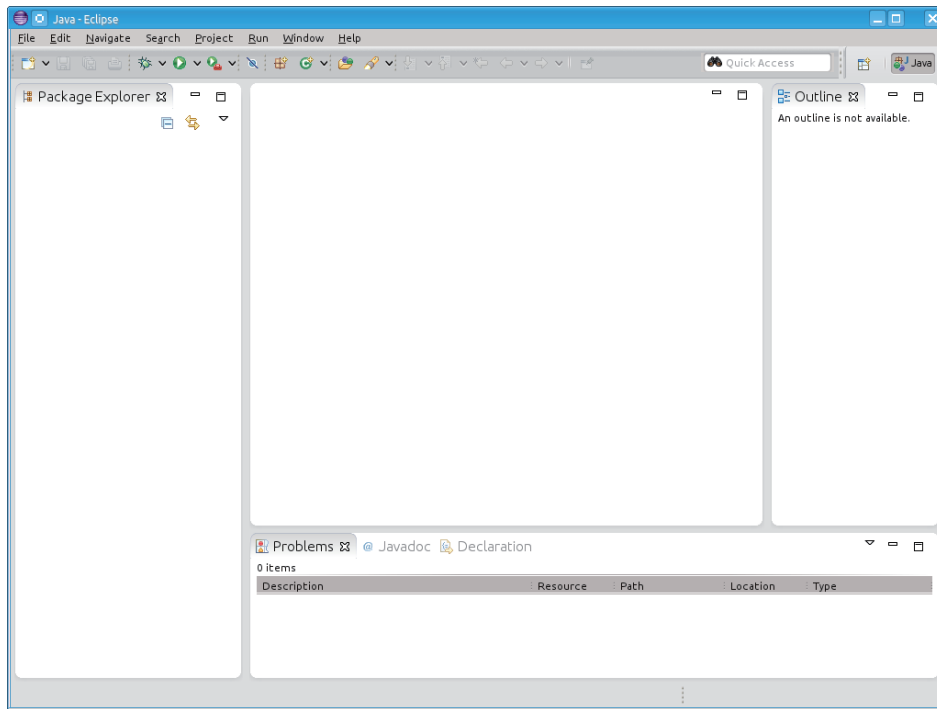 Java - Eclipse
File Edit Navigate Search Project Run Window Help
Quick Access
Java
Package Explorer
Outline
An outline is not available.
Problems @ Javadoc Declaration
0 items
Description Resource Path Location Type